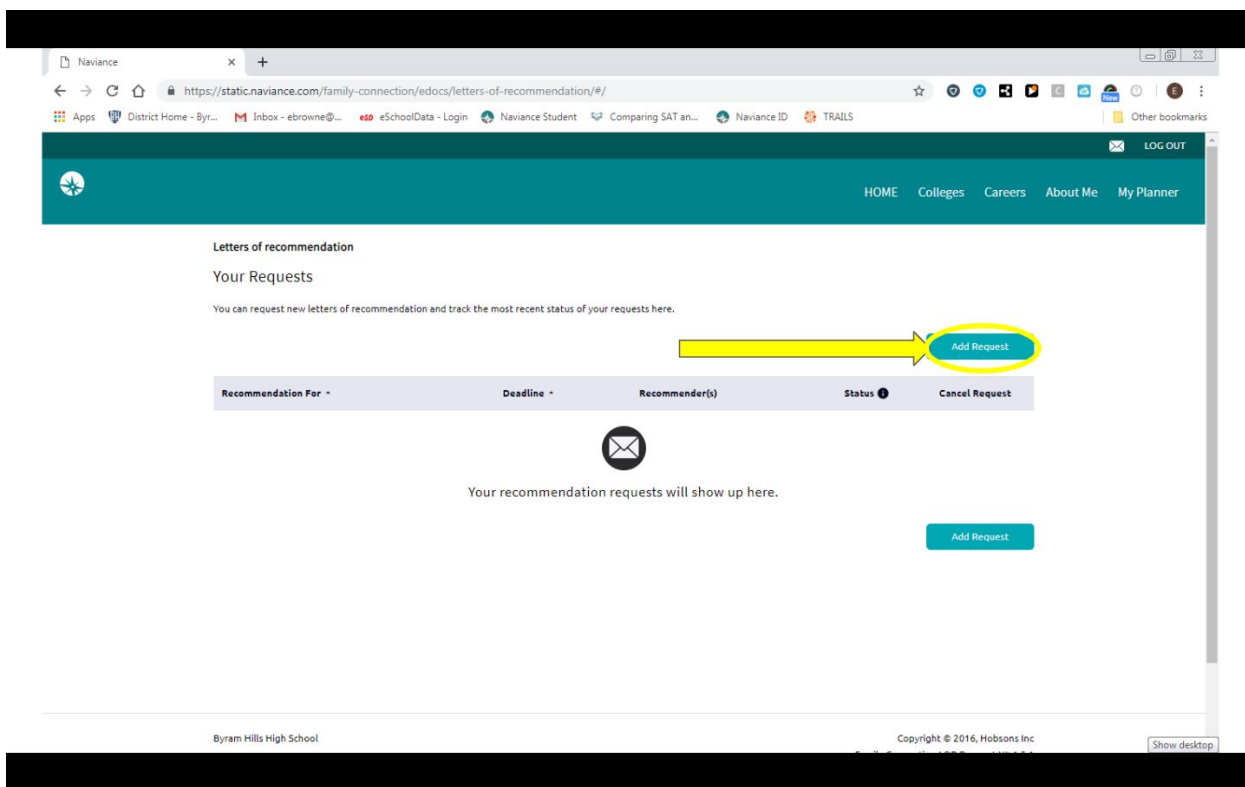 Naviance
https://static.naviance.com/family-connection/edocs/letters-of-recommendation/#/
New
E
Apps District Home - Byr... Inbox - ebrowne@... esD eSchoolData - Login Naviance Student Comparing SAT an... Naviance ID TRAILS Other bookmarks
LOG OUT
HOME Colleges Careers About Me My Planner
Letters of recommendation
Your Requests
You can request new letters of recommendation and track the most recent status of your requests here.
Add Request
Recommendation For Deadline Recommender(s) Status Cancel Request
Your recommendation requests will show up here.
Add Request
Byram Hills High School Copyright © 2016, Hobsons Inc
Show desktop